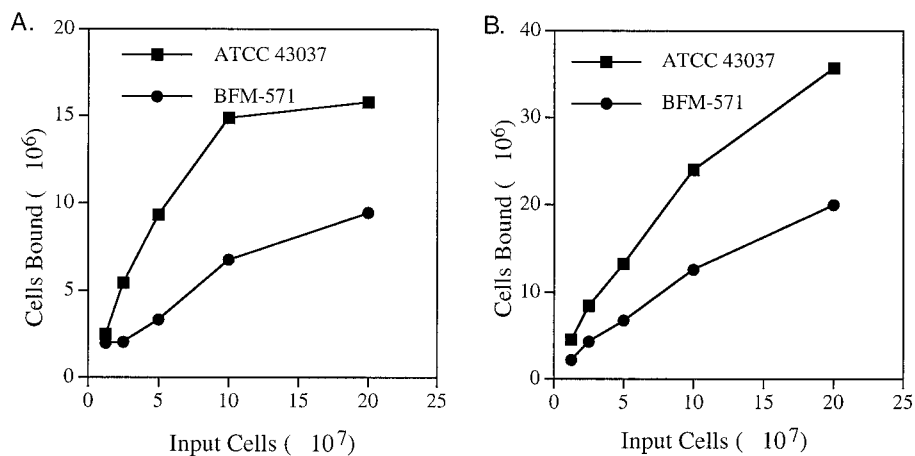 A.
20
15
10
5
0
Cells Bound ( 10⁶)
ATCC 43037
BFM-571
0 5 10 15 20 25
Input Cells ( 10⁷)
B.
40
30
20
10
0
Cells Bound ( 10⁶)
ATCC 43037
BFM-571
0 5 10 15 20 25
Input Cells ( 10⁷)